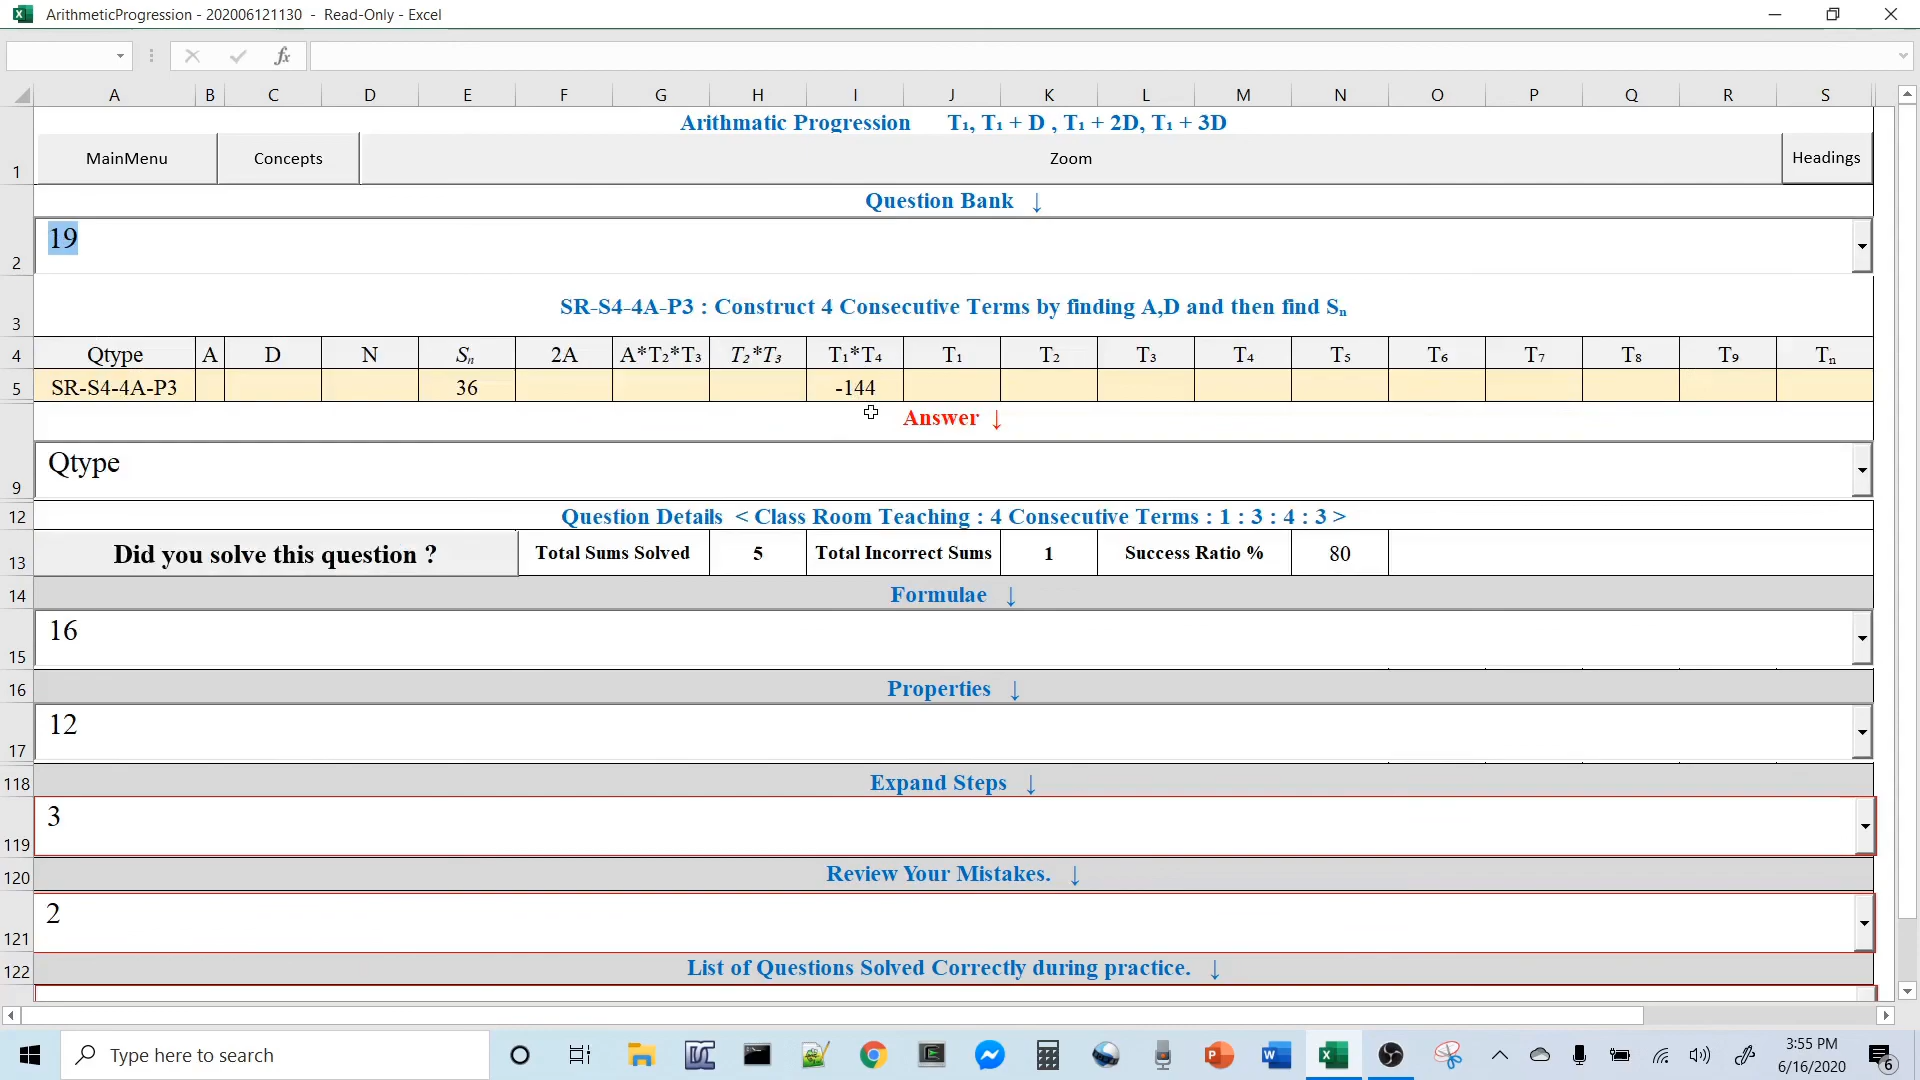 ArithmeticProgression - 202006121130 - Read-Only - Excel
fx
A B C D E F G H I J K L M N O P Q R S
Arithmatic Progression T₁, T₁ + D , T₁ + 2D, T₁ + 3D
1 MainMenu Concepts Zoom Headings
Question Bank ↓
2 19
3 SR-S4-4A-P3 : Construct 4 Consecutive Terms by finding A,D and then find Sₙ
4 Qtype A D N Sₙ 2A A*T₂*T₃ T₂*T₃ T₁*T₄ T₁ T₂ T₃ T₄ T₅ T₆ T₇ T₈ T₉ Tₙ
5 SR-S4-4A-P3 36 -144
Answer ↓
9 Qtype
12 Question Details < Class Room Teaching : 4 Consecutive Terms : 1 : 3 : 4 : 3 >
13 Did you solve this question ? Total Sums Solved 5 Total Incorrect Sums 1 Success Ratio % 80
14 Formulae ↓
15 16
16 Properties ↓
17 12
118 Expand Steps ↓
119 3
120 Review Your Mistakes. ↓
121 2
122 List of Questions Solved Correctly during practice. ↓
Type here to search
3:55 PM
6/16/2020
6